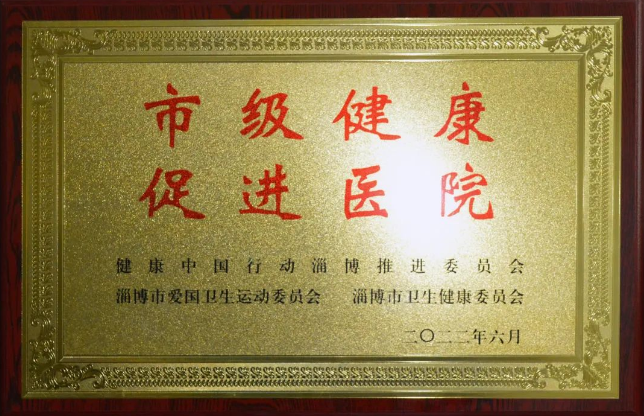 市级健康
促进医院
健康中国行动淄博推进委员会
淄博市爱国卫生运动委员会 淄博市卫生健康委员会
二〇二二年六月